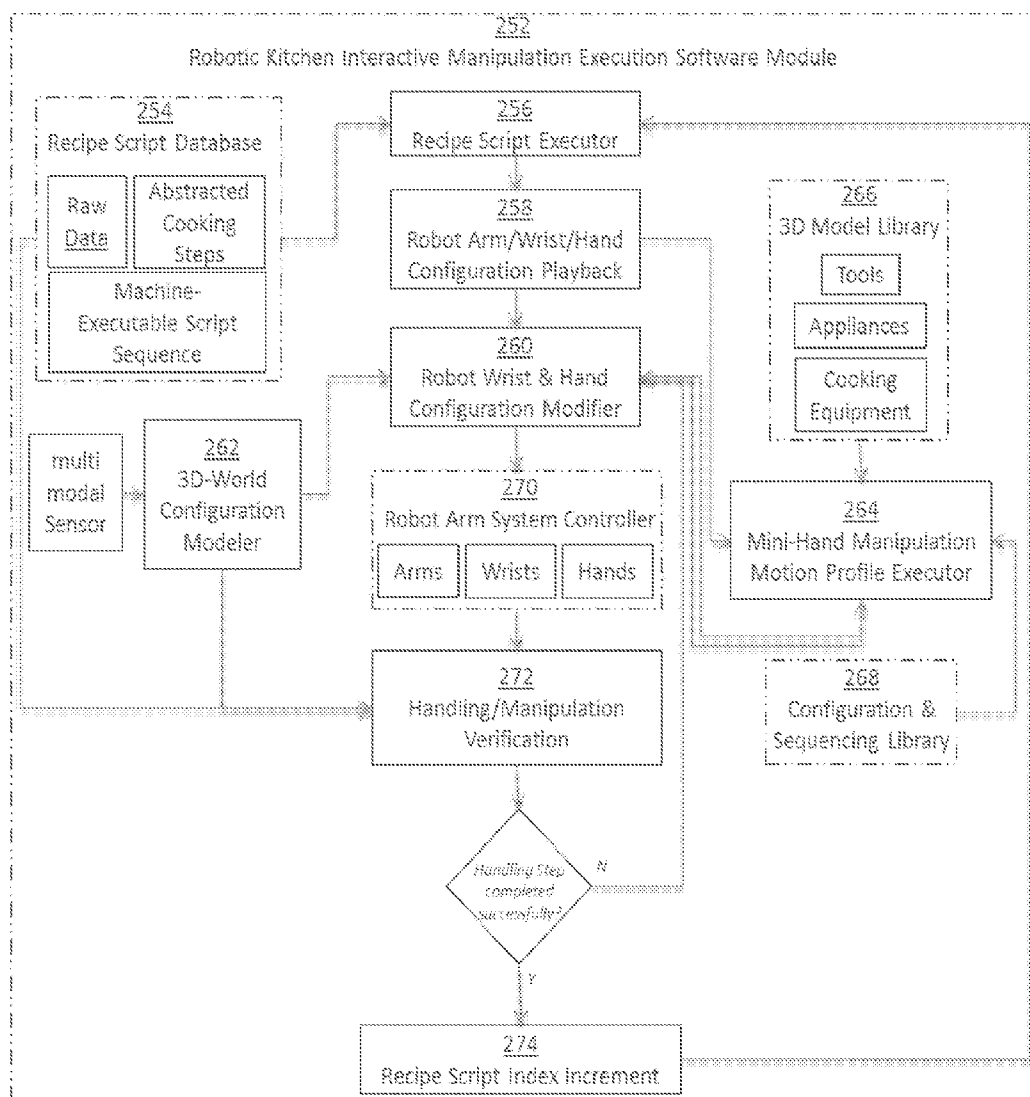 252
Robotic Kitchen Interactive Manipulation Execution Software Module
254
Recipe Script Database
Raw
Data
Abstracted
Cooking
Steps
Machine-
Executable Script
Sequence
256
Recipe Script Executor
258
Robot Arm/Wrist/Hand
Configuration Playback
260
Robot Wrist & Hand
Configuration Modifier
266
3D Model Library
Tools
Appliances
Cooking
Equipment
multi
modal
Sensor
262
3D-World
Configuration
Modeler
270
Robot Arm System Controller
Arms
Wrists
Hands
264
Mini-Hand Manipulation
Motion Profile Executor
272
Handling/Manipulation
Verification
268
Configuration &
Sequencing Library
Handling Step
completed
successfully?
N
Y
274
Recipe Script Index Increment